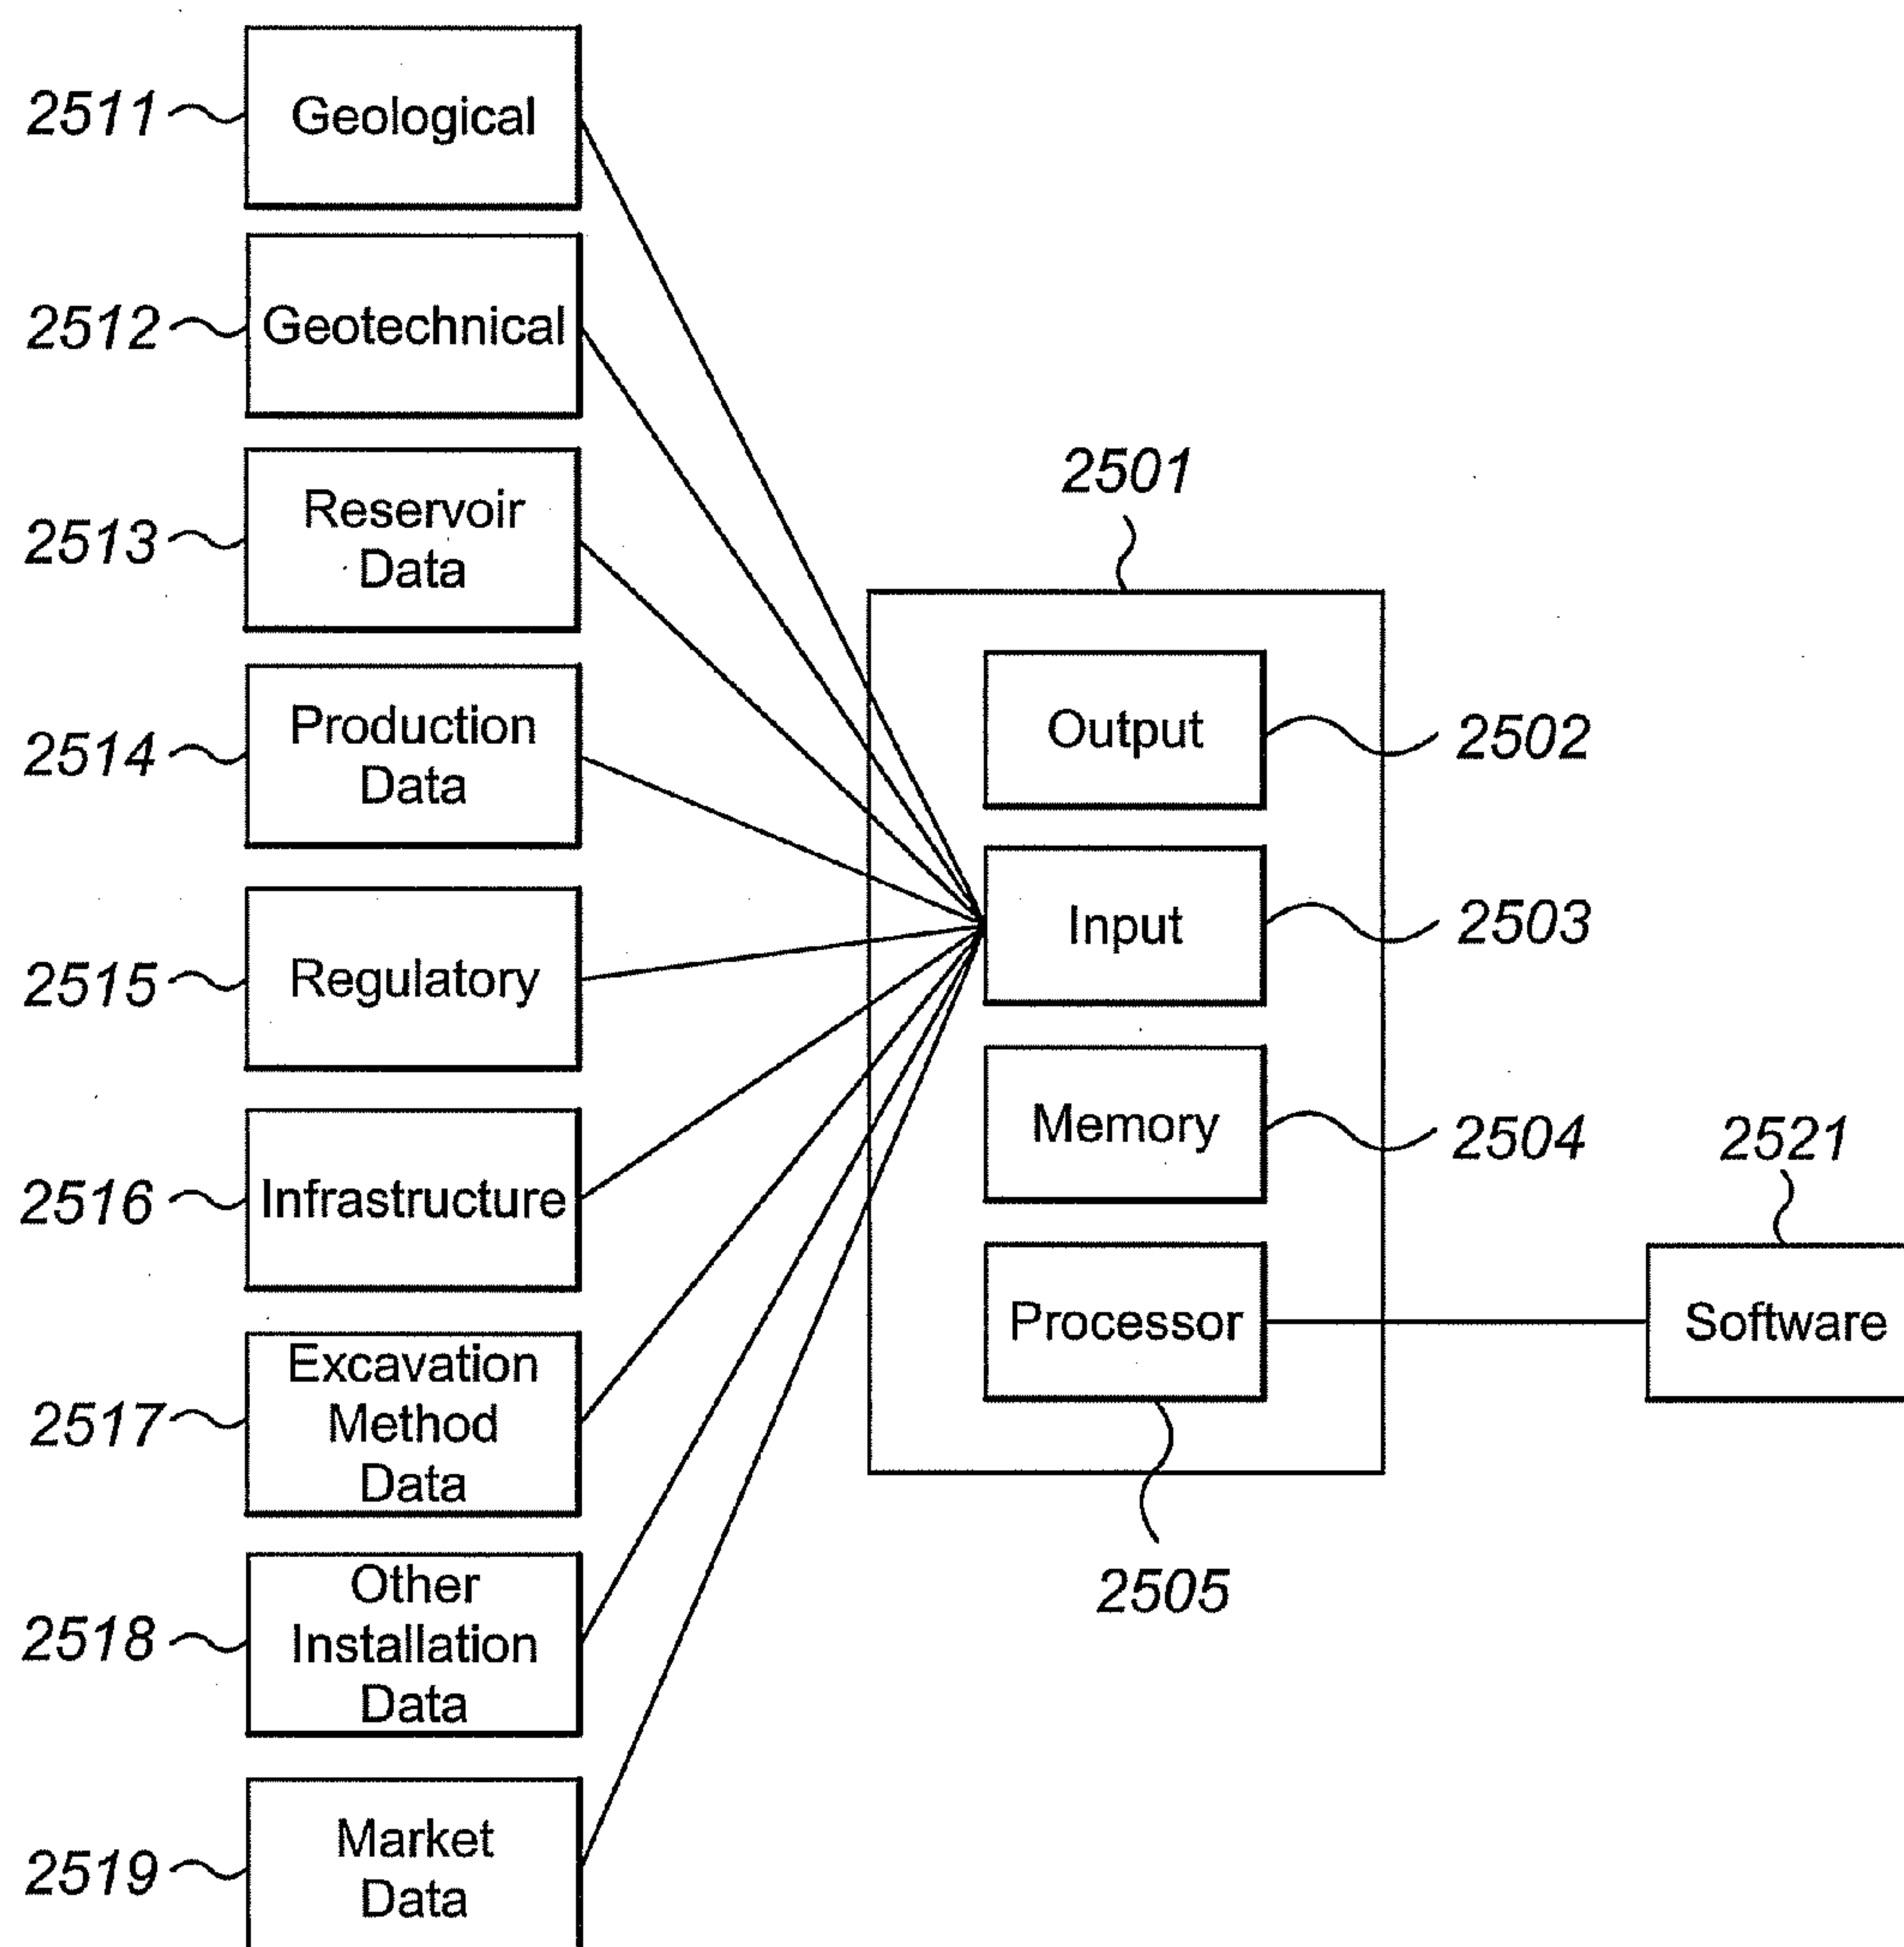 2511
Geological
2512
Geotechnical
2513
Reservoir
Data
2514
Production
Data
2515
Regulatory
2516
Infrastructure
2517
Excavation
Method
Data
2518
Other
Installation
Data
2519
Market
Data
2501
Output
2502
Input
2503
Memory
2504
Processor
2505
2521
Software